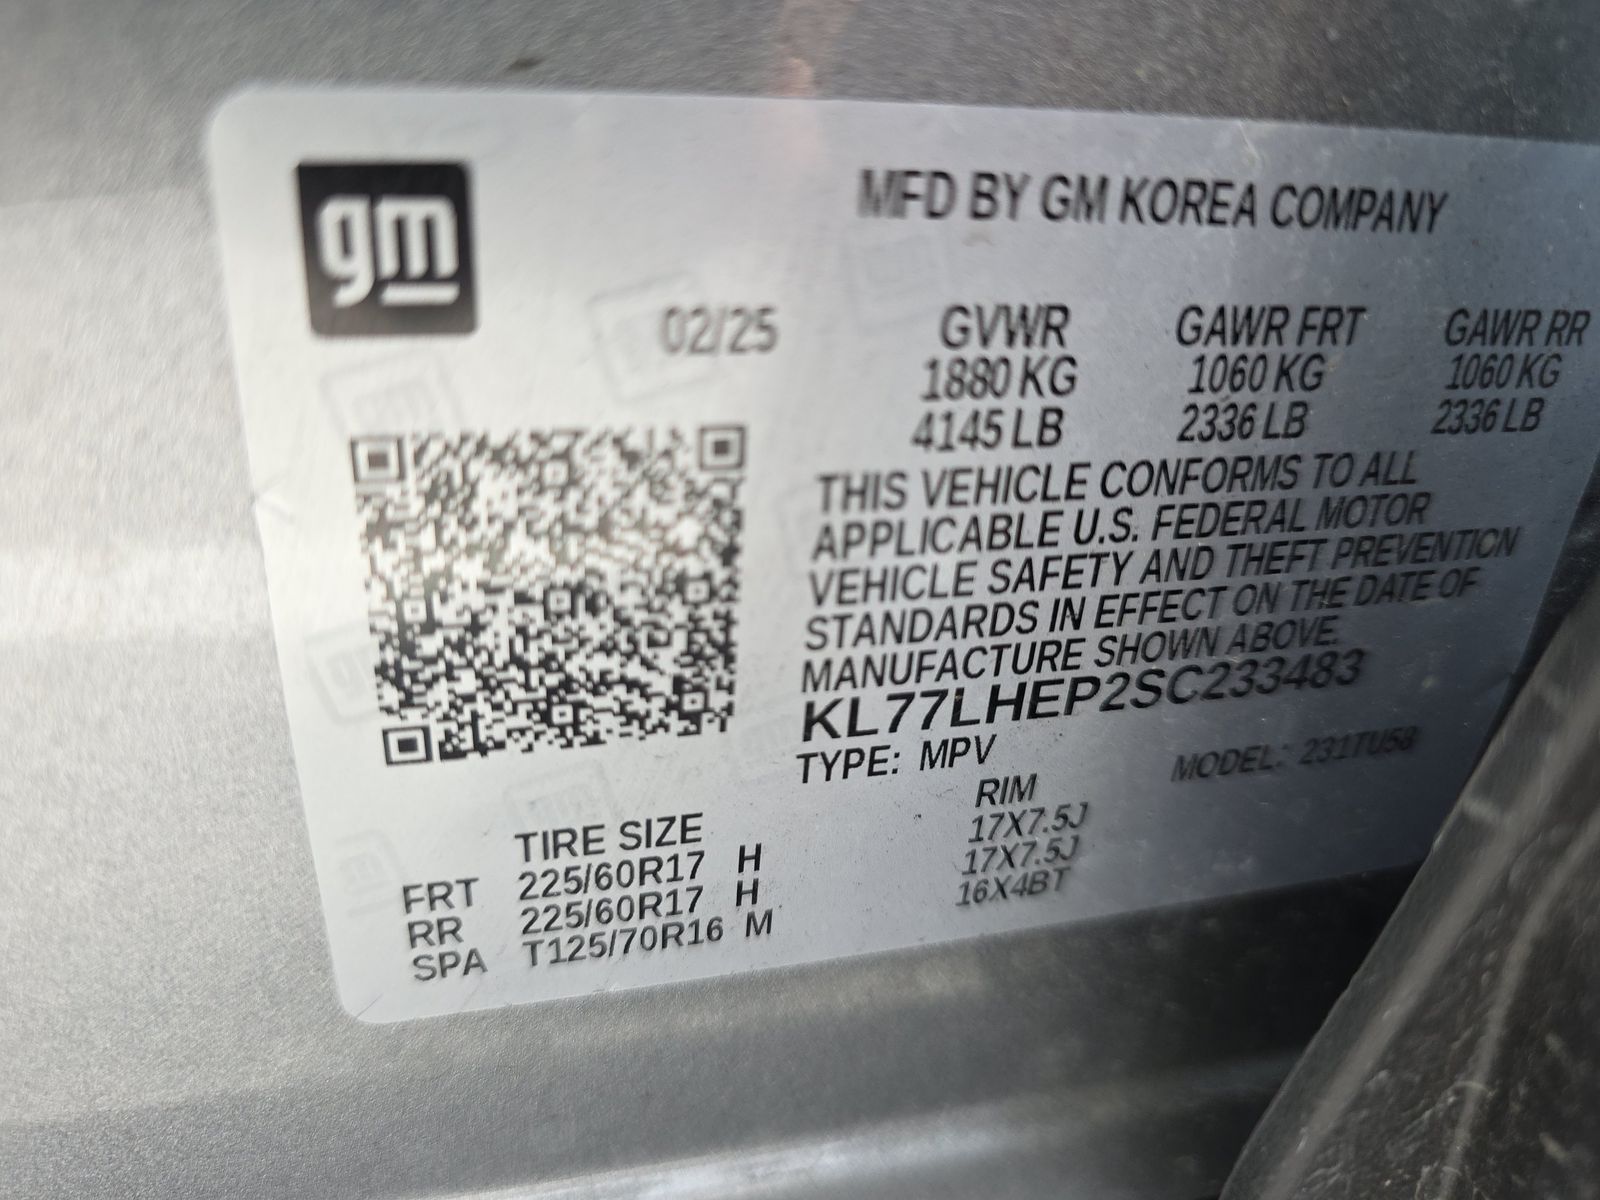 gm
MFD BY GM KOREA COMPANY
02/25
GVWR GAWR FRT GAWR RR
1880 KG 1060 KG 1060 KG
4145 LB 2336 LB 2336 LB
THIS VEHICLE CONFORMS TO ALL
APPLICABLE U.S. FEDERAL MOTOR
VEHICLE SAFETY AND THEFT PREVENTION
STANDARDS IN EFFECT ON THE DATE OF
MANUFACTURE SHOWN ABOVE.
KL77LHEP2SC233483
TYPE: MPV MODEL: 231TU58
TIRE SIZE RIM
FRT 225/60R17 H 17X7.5J
RR 225/60R17 H 17X7.5J
SPA T125/70R16 M 16X4BT